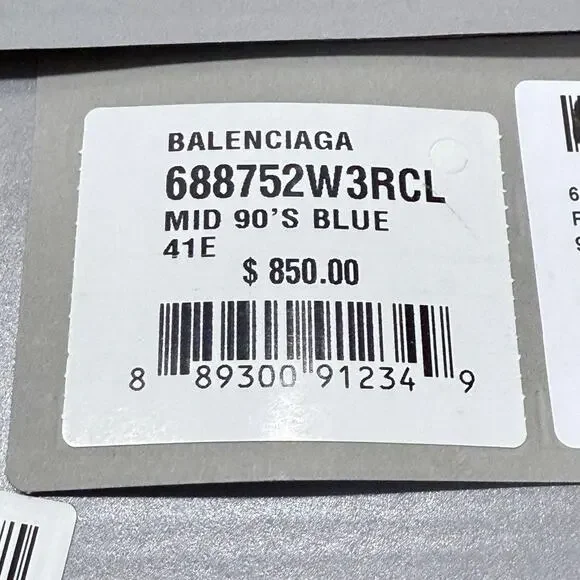 BALENCIAGA
688752W3RCL
MID 90'S BLUE
41E
$ 850.00
8 89300 91234 9